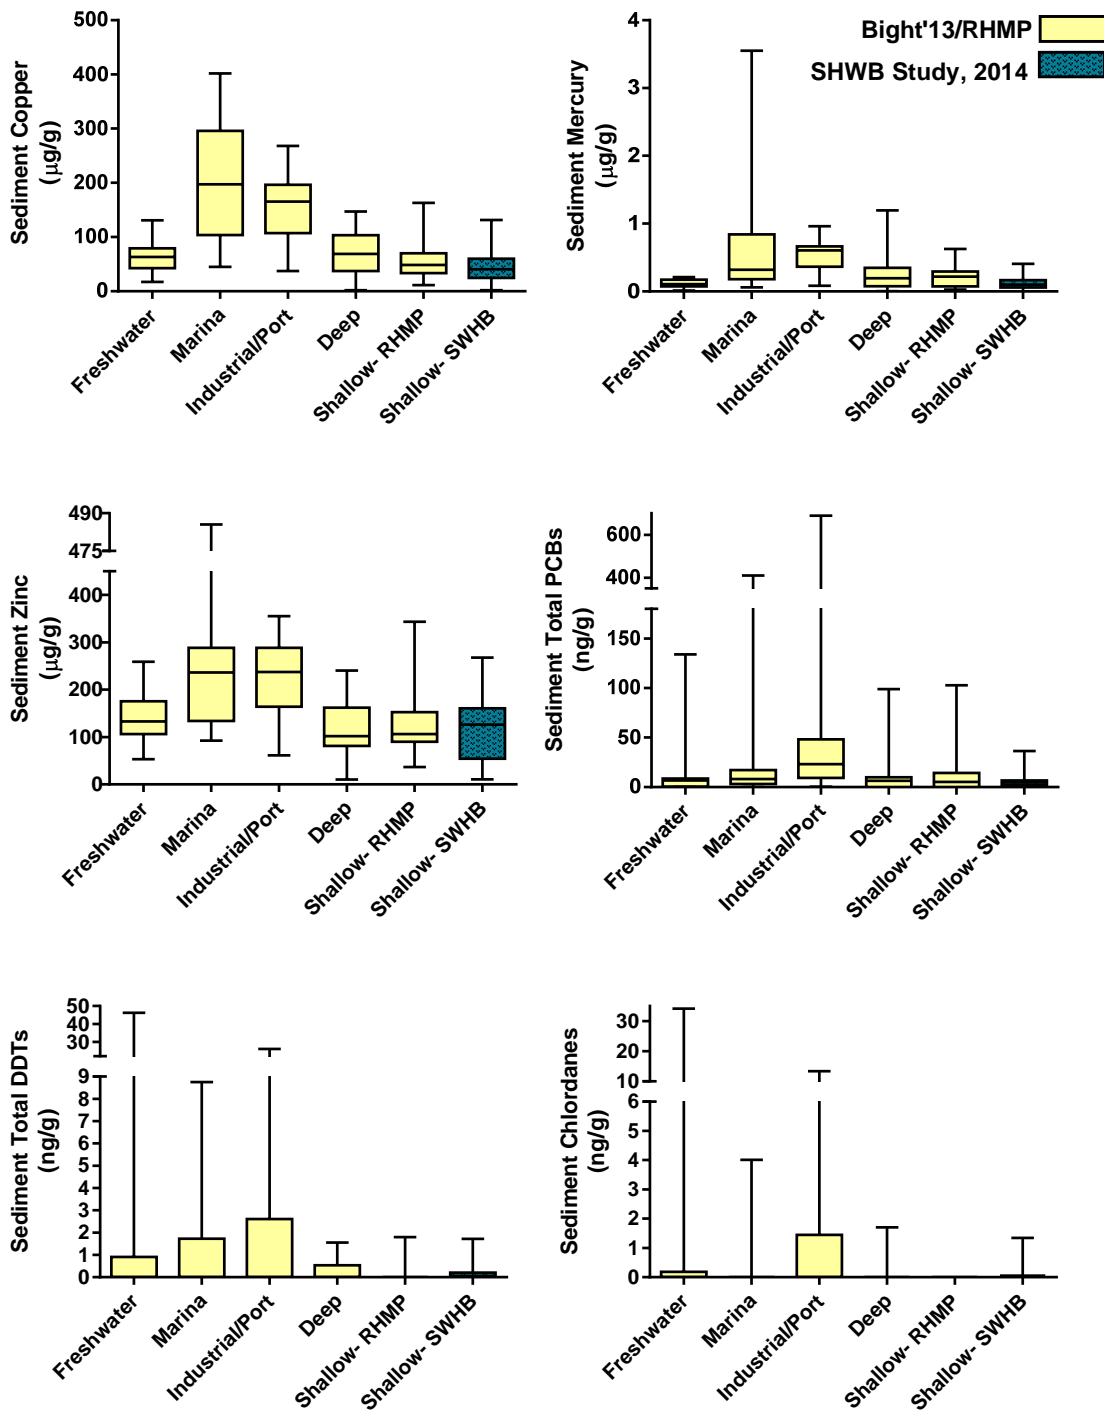 Bight'13/RHMP
SHWB Study, 2014
Sediment Copper
(µg/g)
500
400
300
200
100
0
Freshwater
Marina
Industrial/Port
Deep
Shallow- RHMP
Shallow- SWHB
Sediment Mercury
(µg/g)
4
3
2
1
0
Freshwater
Marina
Industrial/Port
Deep
Shallow- RHMP
Shallow- SWHB
Sediment Zinc
(µg/g)
490
475
400
300
200
100
0
Freshwater
Marina
Industrial/Port
Deep
Shallow- RHMP
Shallow- SWHB
Sediment Total PCBs
(ng/g)
600
400
150
100
50
0
Freshwater
Marina
Industrial/Port
Deep
Shallow- RHMP
Shallow- SWHB
Sediment Total DDTs
(ng/g)
50
40
30
9
8
7
6
5
4
3
2
1
0
Freshwater
Marina
Industrial/Port
Deep
Shallow- RHMP
Shallow- SWHB
Sediment Chlordanes
(ng/g)
30
20
10
6
5
4
3
2
1
0
Freshwater
Marina
Industrial/Port
Deep
Shallow- RHMP
Shallow- SWHB